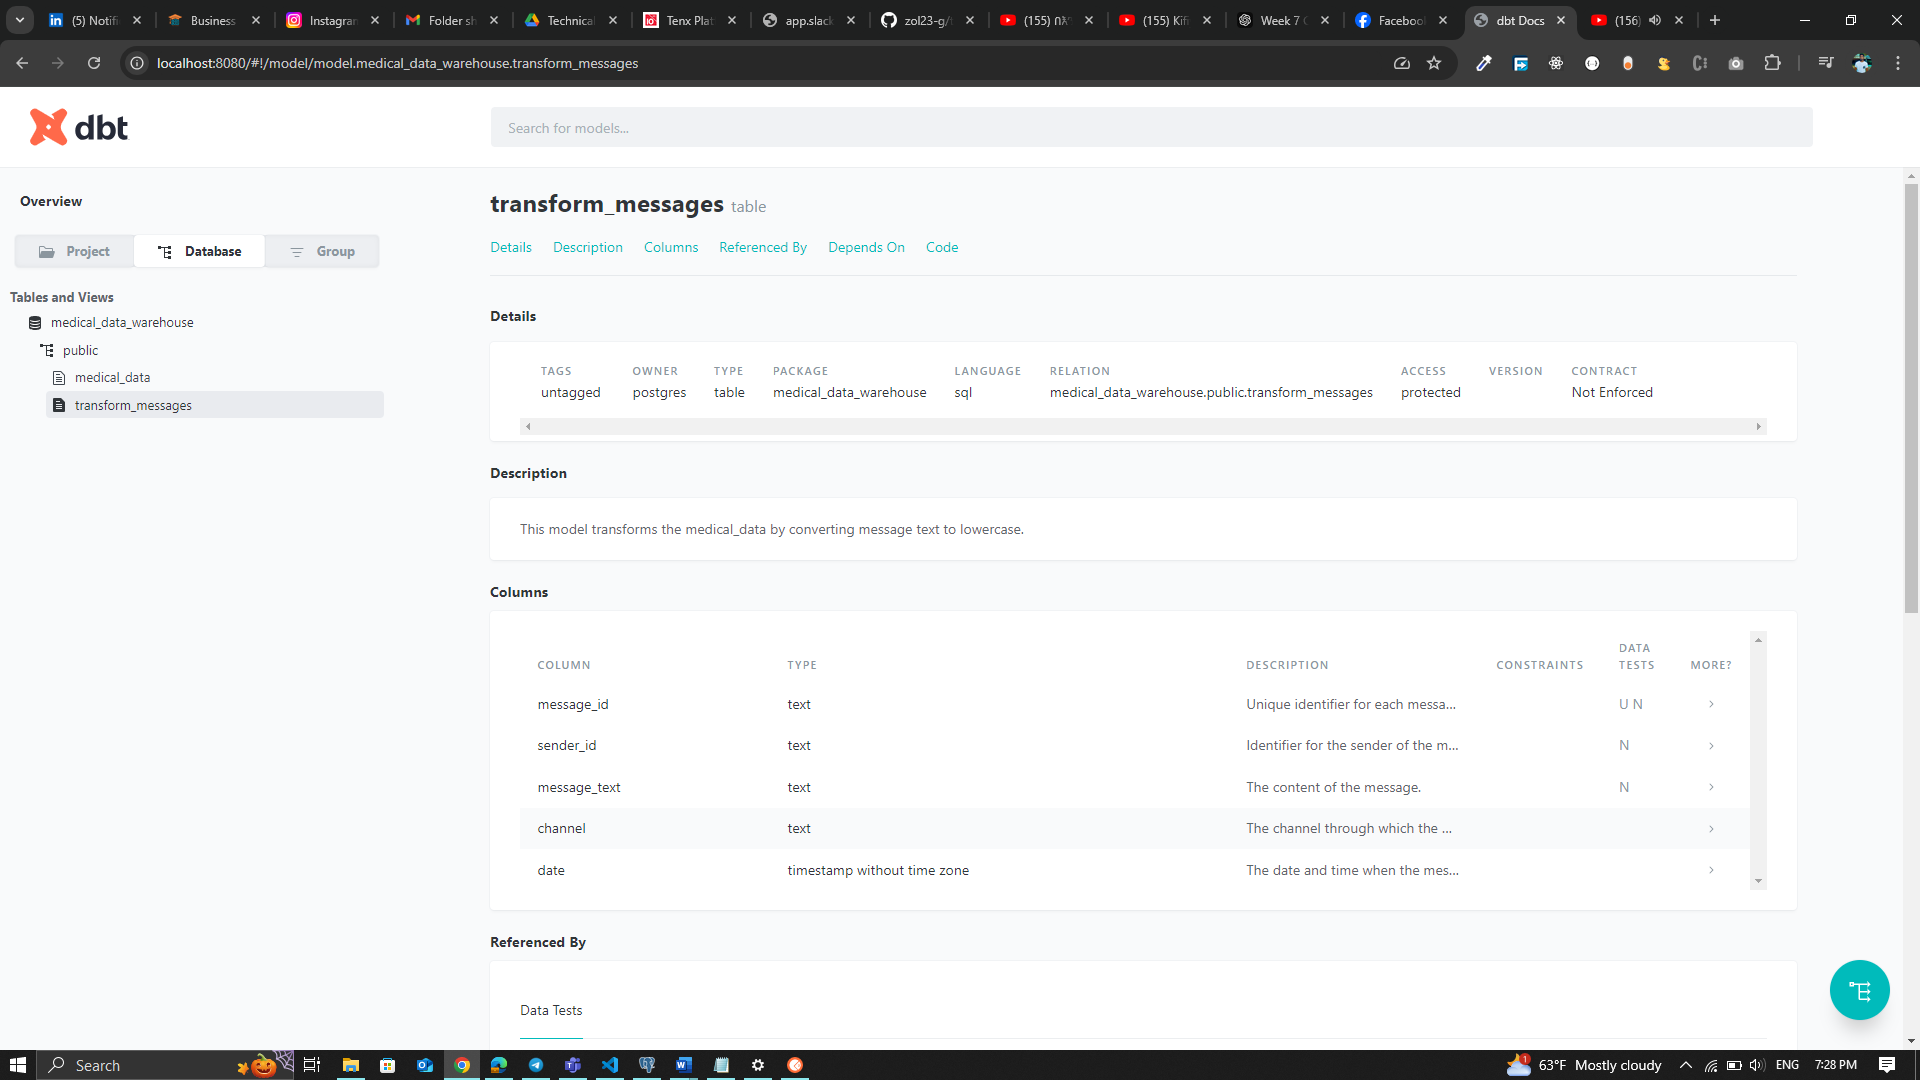 (5) Notifi
Business
Instagram
Folder sh
Technical
Tenx Plat
app.slack
zol23-g/
(155)
(155) Kifi
Week 7
Facebook
dbt Docs
(156)
localhost:8080/#!/model/model.medical_data_warehouse.transform_messages
dbt
Search for models...
Overview
Project
Database
Group
Tables and Views
medical_data_warehouse
public
medical_data
transform_messages
transform_messages table
Details
Description
Columns
Referenced By
Depends On
Code
Details
TAGS
OWNER
TYPE
PACKAGE
LANGUAGE
RELATION
ACCESS
VERSION
CONTRACT
untagged
postgres
table
medical_data_warehouse
sql
medical_data_warehouse.public.transform_messages
protected
Not Enforced
Description
This model transforms the medical_data by converting message text to lowercase.
Columns
COLUMN
TYPE
DESCRIPTION
CONSTRAINTS
DATA TESTS
MORE?
message_id
text
Unique identifier for each messa...
U N
sender_id
text
Identifier for the sender of the m...
N
message_text
text
The content of the message.
N
channel
text
The channel through which the ...
date
timestamp without time zone
The date and time when the mes...
Referenced By
Data Tests
Search
1
63°F Mostly cloudy
ENG
7:28 PM